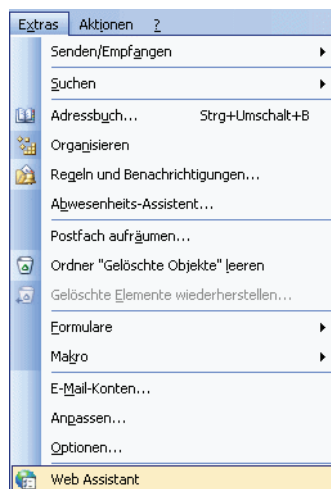 Extras Aktionen ?
Senden/Empfangen
Suchen
Adressbuch... Strg+Umschalt+B
Organisieren
Regeln und Benachrichtigungen...
Abwesenheits-Assistent...
Postfach aufräumen...
Ordner "Gelöschte Objekte" leeren
Gelöschte Elemente wiederherstellen...
Formulare
Makro
E-Mail-Konten...
Anpassen...
Optionen...
Web Assistant